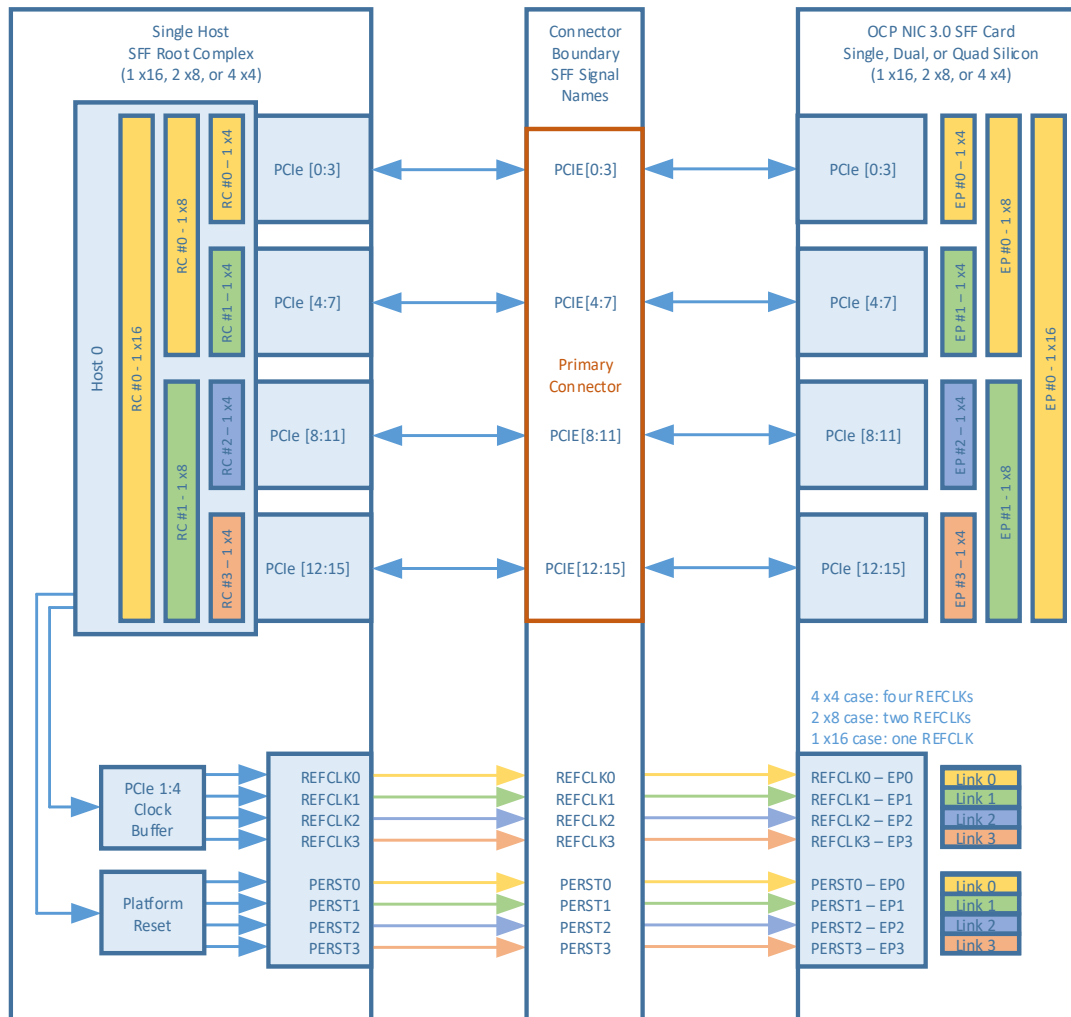 Single Host
SFF Root Complex
(1 x16, 2 x8, or 4 x4)
Connector
Boundary
SFF Signal
Names
OCP NIC 3.0 SFF Card
Single, Dual, or Quad Silicon
(1 x16, 2 x8, or 4 x4)
Host 0
RC #0 - 1 x16
RC #0 - 1 x8
RC #1 - 1 x8
RC #0 – 1 x4
RC #1 – 1 x4
RC #2 – 1 x4
RC #3 – 1 x4
PCIe [0:3]
PCIe [4:7]
PCIe [8:11]
PCIe [12:15]
PCIE[0:3]
PCIE[4:7]
Primary
Connector
PCIE[8:11]
PCIE[12:15]
PCIe [0:3]
PCIe [4:7]
PCIe [8:11]
PCIe [12:15]
EP #0 – 1 x4
EP #1 – 1 x4
EP #2 – 1 x4
EP #3 – 1 x4
EP #0 - 1 x8
EP #1 - 1 x8
EP #0 - 1 x16
4 x4 case: four REFCLKs
2 x8 case: two REFCLKs
1 x16 case: one REFCLK
PCIe 1:4
Clock
Buffer
REFCLK0
REFCLK1
REFCLK2
REFCLK3
REFCLK0
REFCLK1
REFCLK2
REFCLK3
REFCLK0 – EP0
REFCLK1 – EP1
REFCLK2 – EP2
REFCLK3 – EP3
Link 0
Link 1
Link 2
Link 3
Platform
Reset
PERST0
PERST1
PERST2
PERST3
PERST0
PERST1
PERST2
PERST3
PERST0 – EP0
PERST1 – EP1
PERST2 – EP2
PERST3 – EP3
Link 0
Link 1
Link 2
Link 3